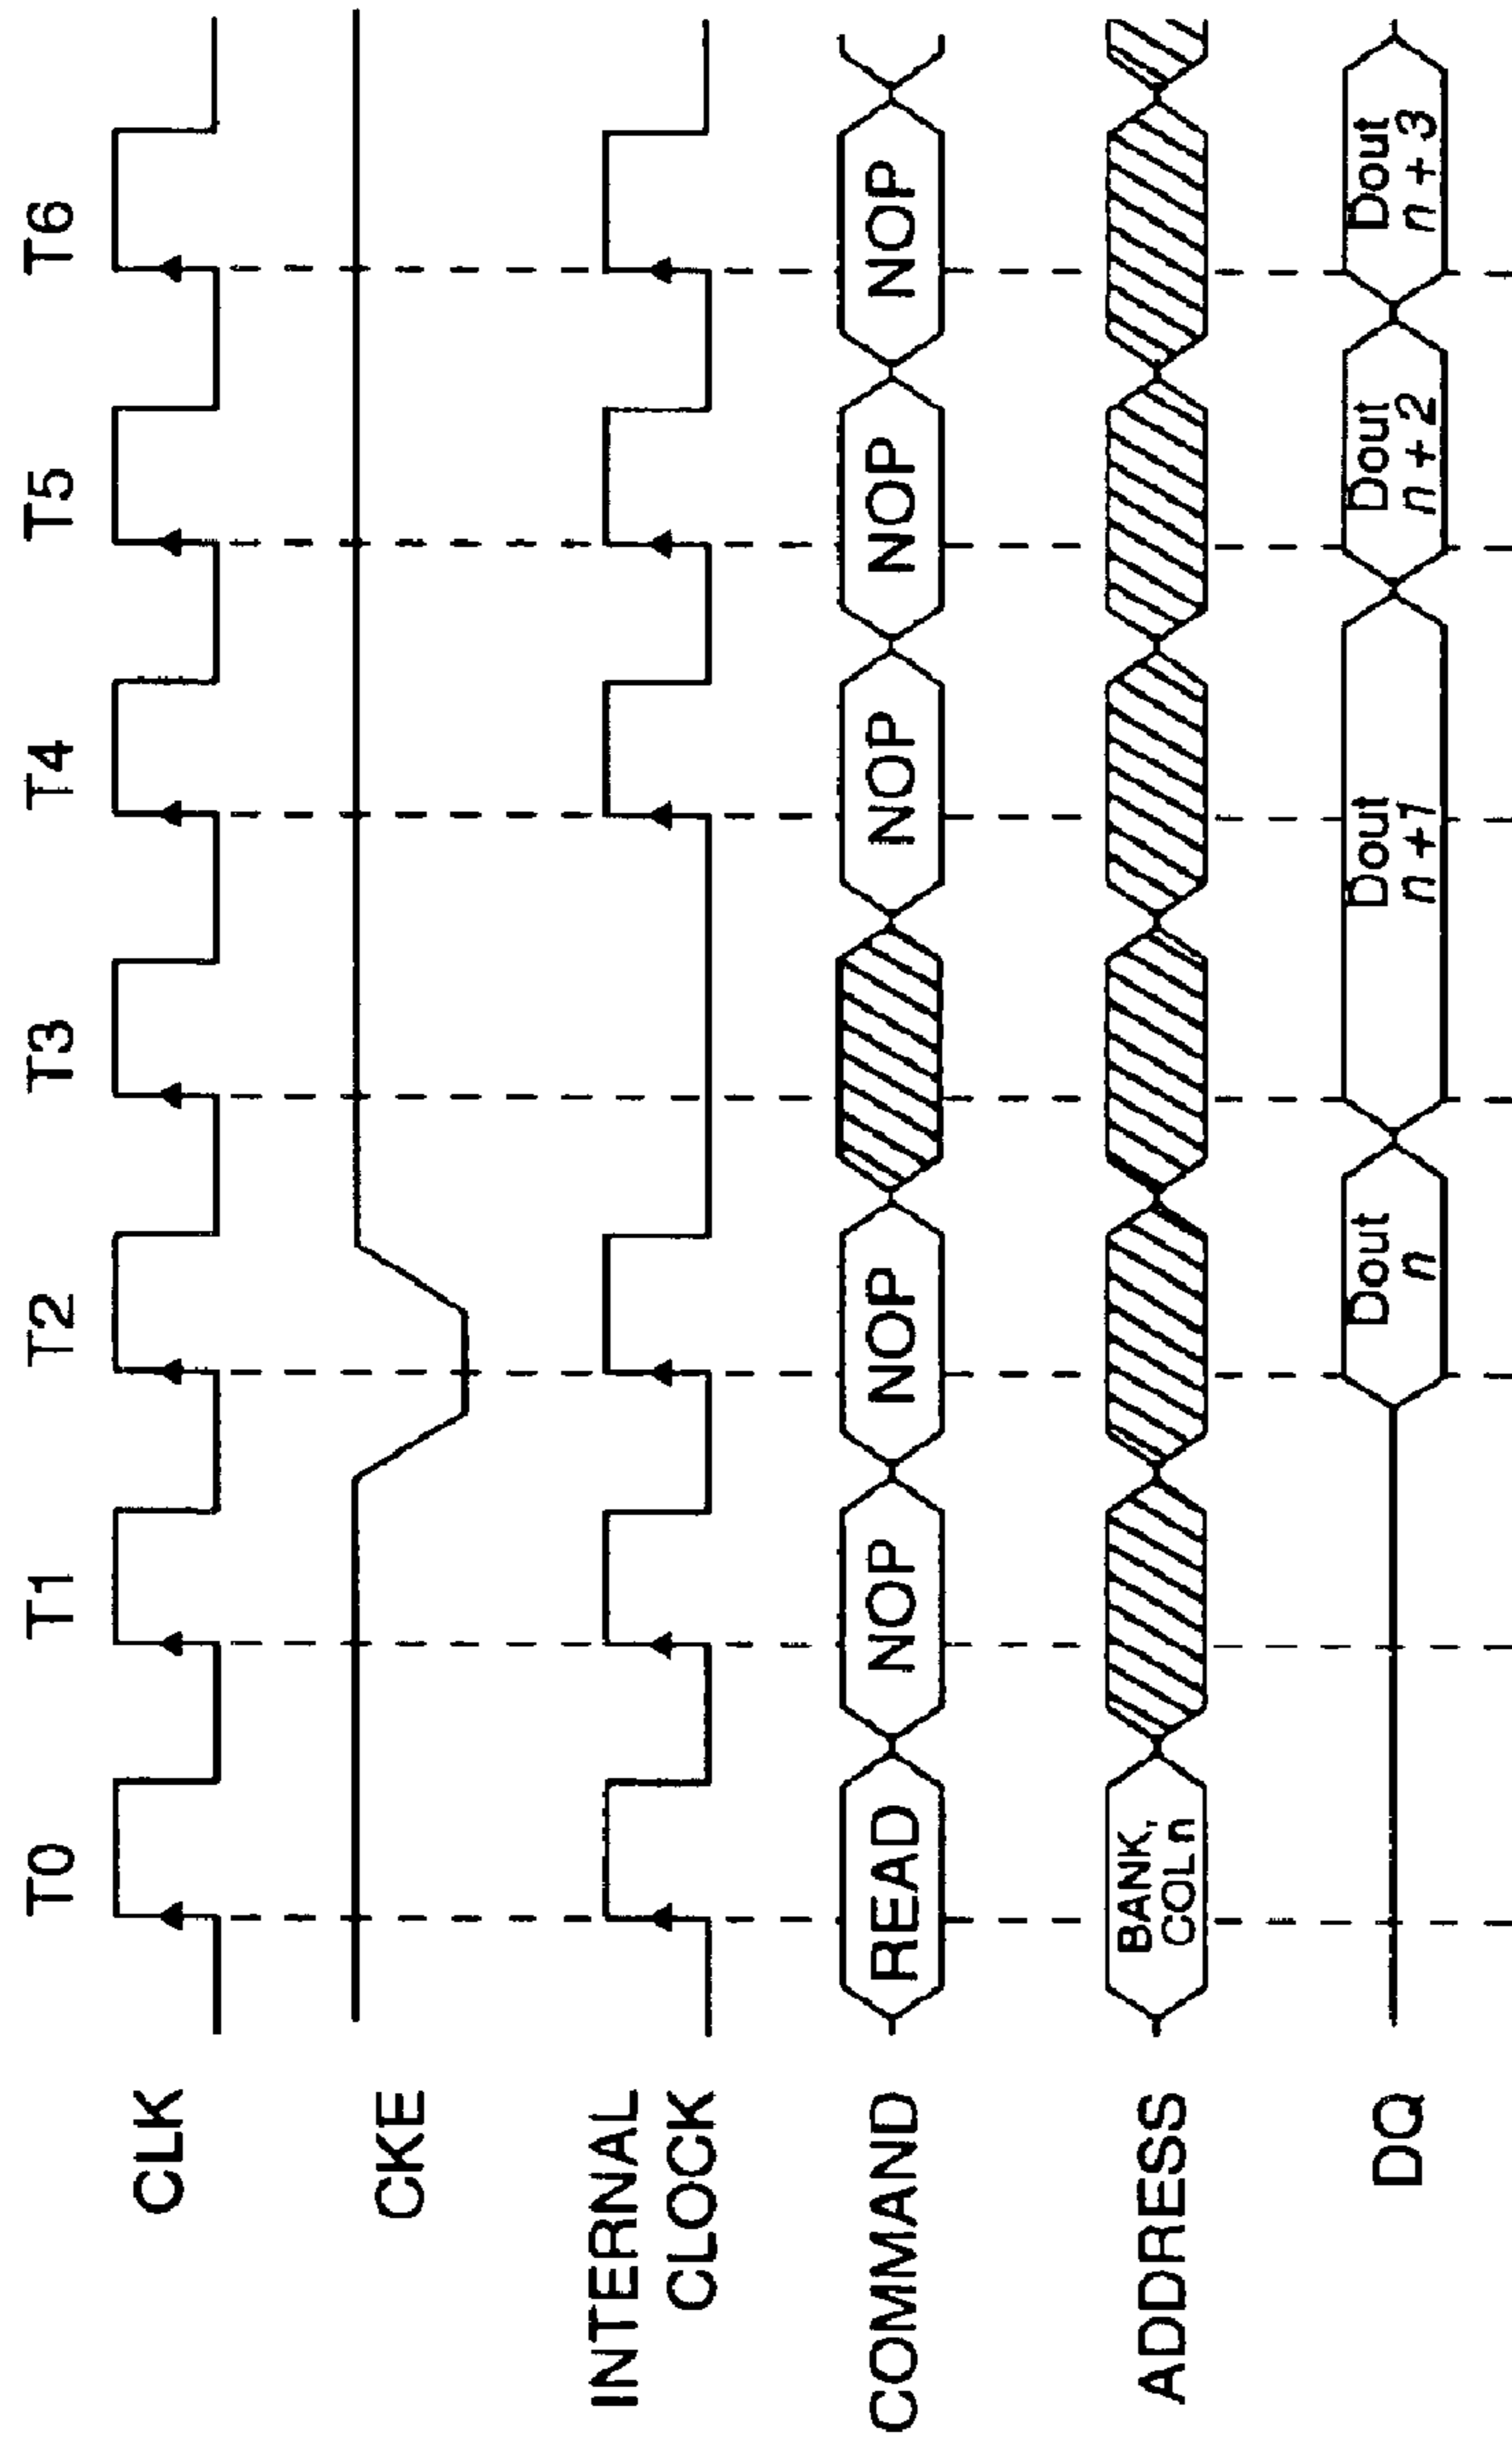 T0 T1 T2 T3 T4 T5 T6
CLK
CKE
INTERNAL
CLOCK
COMMAND READ NOP NOP NOP NOP NOP
ADDRESS
BANK,
COL n
DQ
Dout
n
Dout
n + 1
Dout
n + 2
Dout
n + 3